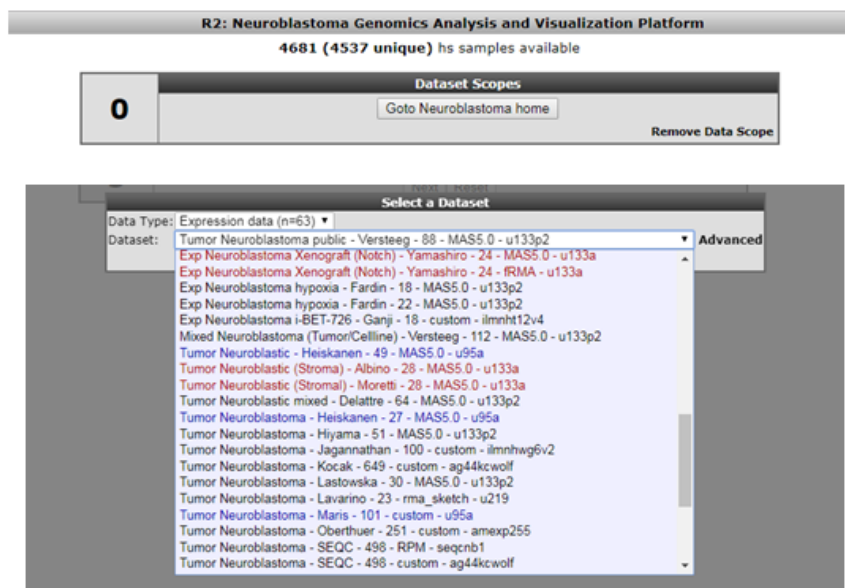 R2: Neuroblastoma Genomics Analysis and Visualization Platform
4681 (4537 unique) hs samples available
0
Dataset Scopes
Goto Neuroblastoma home
Remove Data Scope
Next Reset
Select a Dataset
Data Type: Expression data (n=63)
Dataset: Tumor Neuroblastoma public - Versteeg - 88 - MAS5.0 - u133p2 Advanced
Exp Neuroblastoma Xenograft (Notch) - Yamashiro - 24 - MAS5.0 - u133a
Exp Neuroblastoma Xenograft (Notch) - Yamashiro - 24 - fRMA - u133a
Exp Neuroblastoma hypoxia - Fardin - 18 - MAS5.0 - u133p2
Exp Neuroblastoma hypoxia - Fardin - 22 - MAS5.0 - u133p2
Exp Neuroblastoma i-BET-726 - Ganji - 18 - custom - ilmnht12v4
Mixed Neuroblastoma (Tumor/Cellline) - Versteeg - 112 - MAS5.0 - u133p2
Tumor Neuroblastic - Heiskanen - 49 - MAS5.0 - u95a
Tumor Neuroblastic (Stroma) - Albino - 28 - MAS5.0 - u133a
Tumor Neuroblastic (Stromal) - Moretti - 28 - MAS5.0 - u133a
Tumor Neuroblastic mixed - Delattre - 64 - MAS5.0 - u133p2
Tumor Neuroblastoma - Heiskanen - 27 - MAS5.0 - u95a
Tumor Neuroblastoma - Hiyama - 51 - MAS5.0 - u133p2
Tumor Neuroblastoma - Jagannathan - 100 - custom - ilmnhwg6v2
Tumor Neuroblastoma - Kocak - 649 - custom - ag44kcwolf
Tumor Neuroblastoma - Lastowska - 30 - MAS5.0 - u133p2
Tumor Neuroblastoma - Lavarino - 23 - rma_sketch - u219
Tumor Neuroblastoma - Maris - 101 - custom - u95a
Tumor Neuroblastoma - Oberthuer - 251 - custom - amexp255
Tumor Neuroblastoma - SEQC - 498 - RPM - seqcnb1
Tumor Neuroblastoma - SEQC - 498 - custom - ag44kcwolf